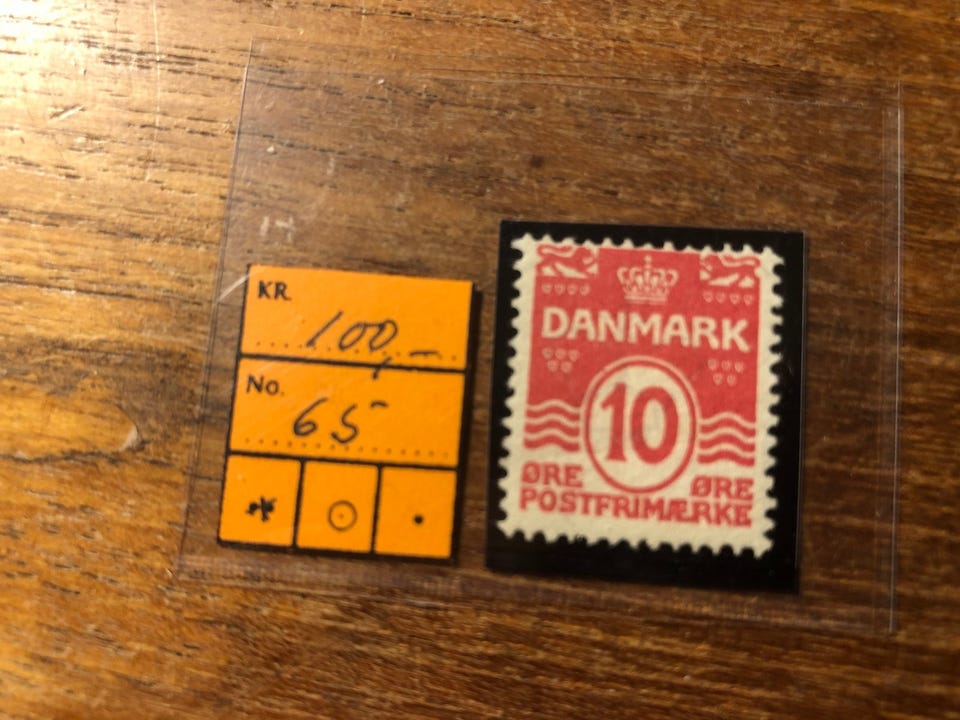 KR. 100,-
No. 65
DANMARK
10
ØRE ØRE
POSTFRIMÆRKE